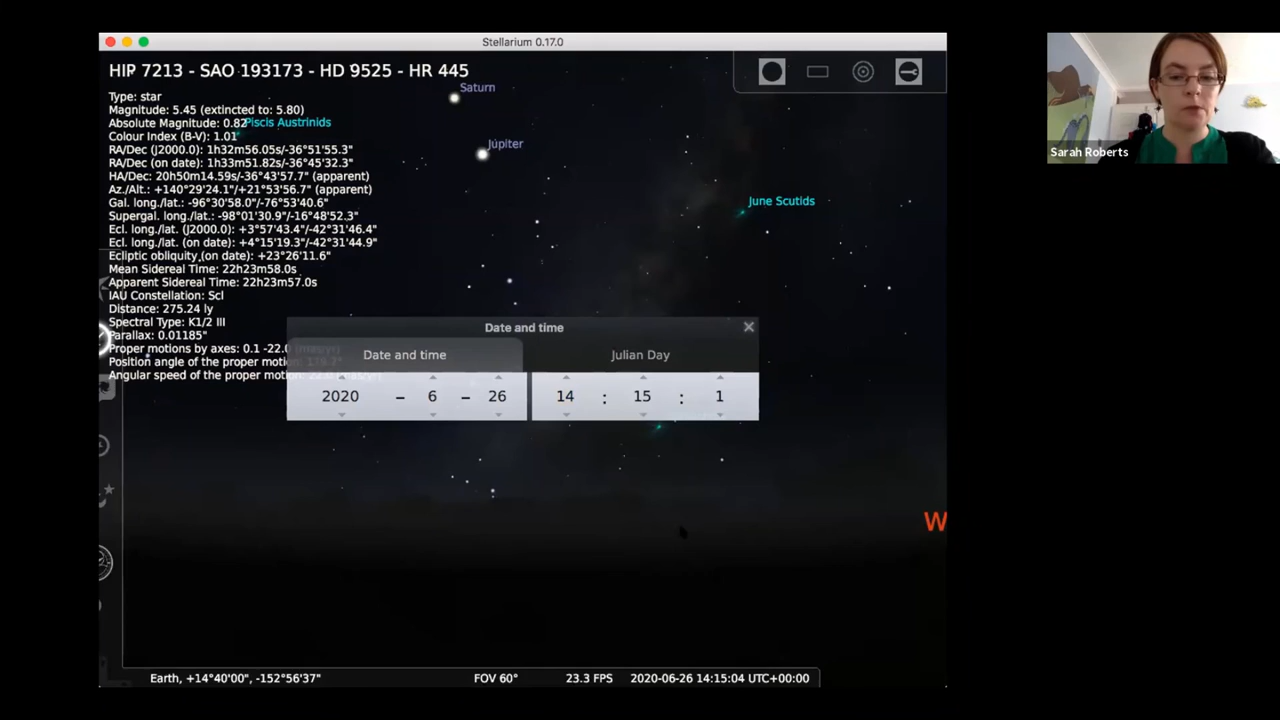 Stellarium 0.17.0
HIP 7213 - SAO 193173 - HD 9525 - HR 445
Saturn
Type: star
Magnitude: 5.45 (extincted to: 5.80)
Absolute Magnitude: 0.82
Piscis Austrinids
Colour Index (B-V): 1.01
Júpiter
RA/Dec (J2000.0): 1h32m56.05s/-36°51'55.3"
RA/Dec (on date): 1h33m51.82s/-36°45'32.3"
HA/Dec: 20h50m14.59s/-36°43'57.7" (apparent)
Sarah Roberts
Az./Alt.: +140°29'24.1"/+21°53'56.7" (apparent)
Gal. long./lat.: -96°30'58.0"/-76°53'40.6"
June Scutids
Supergal. long./lat.: -98°01'30.9"/-16°48'52.3"
Ecl. long./lat. (J2000.0): +3°57'43.4"/-42°31'46.4"
Ecl. long./lat. (on date): +4°15'19.3"/-42°31'44.9"
Ecliptic obliquity (on date): +23°26'11.6"
Mean Sidereal Time: 22h23m58.0s
Apparent Sidereal Time: 22h23m57.0s
IAU Constellation: Scl
Distance: 275.24 ly
Spectral Type: K1/2 III
Parallax: 0.01185"
Proper motions by axes: 0.1 -22.0 (mas/yr)
Position angle of the proper motion:
Angular speed of the proper motion:
Date and time
Date and time
Julian Day
2020 - 6 - 26 14 : 15 : 1
W
Earth, +14°40'00", -152°56'37"
FOV 60°
23.3 FPS
2020-06-26 14:15:04 UTC+00:00